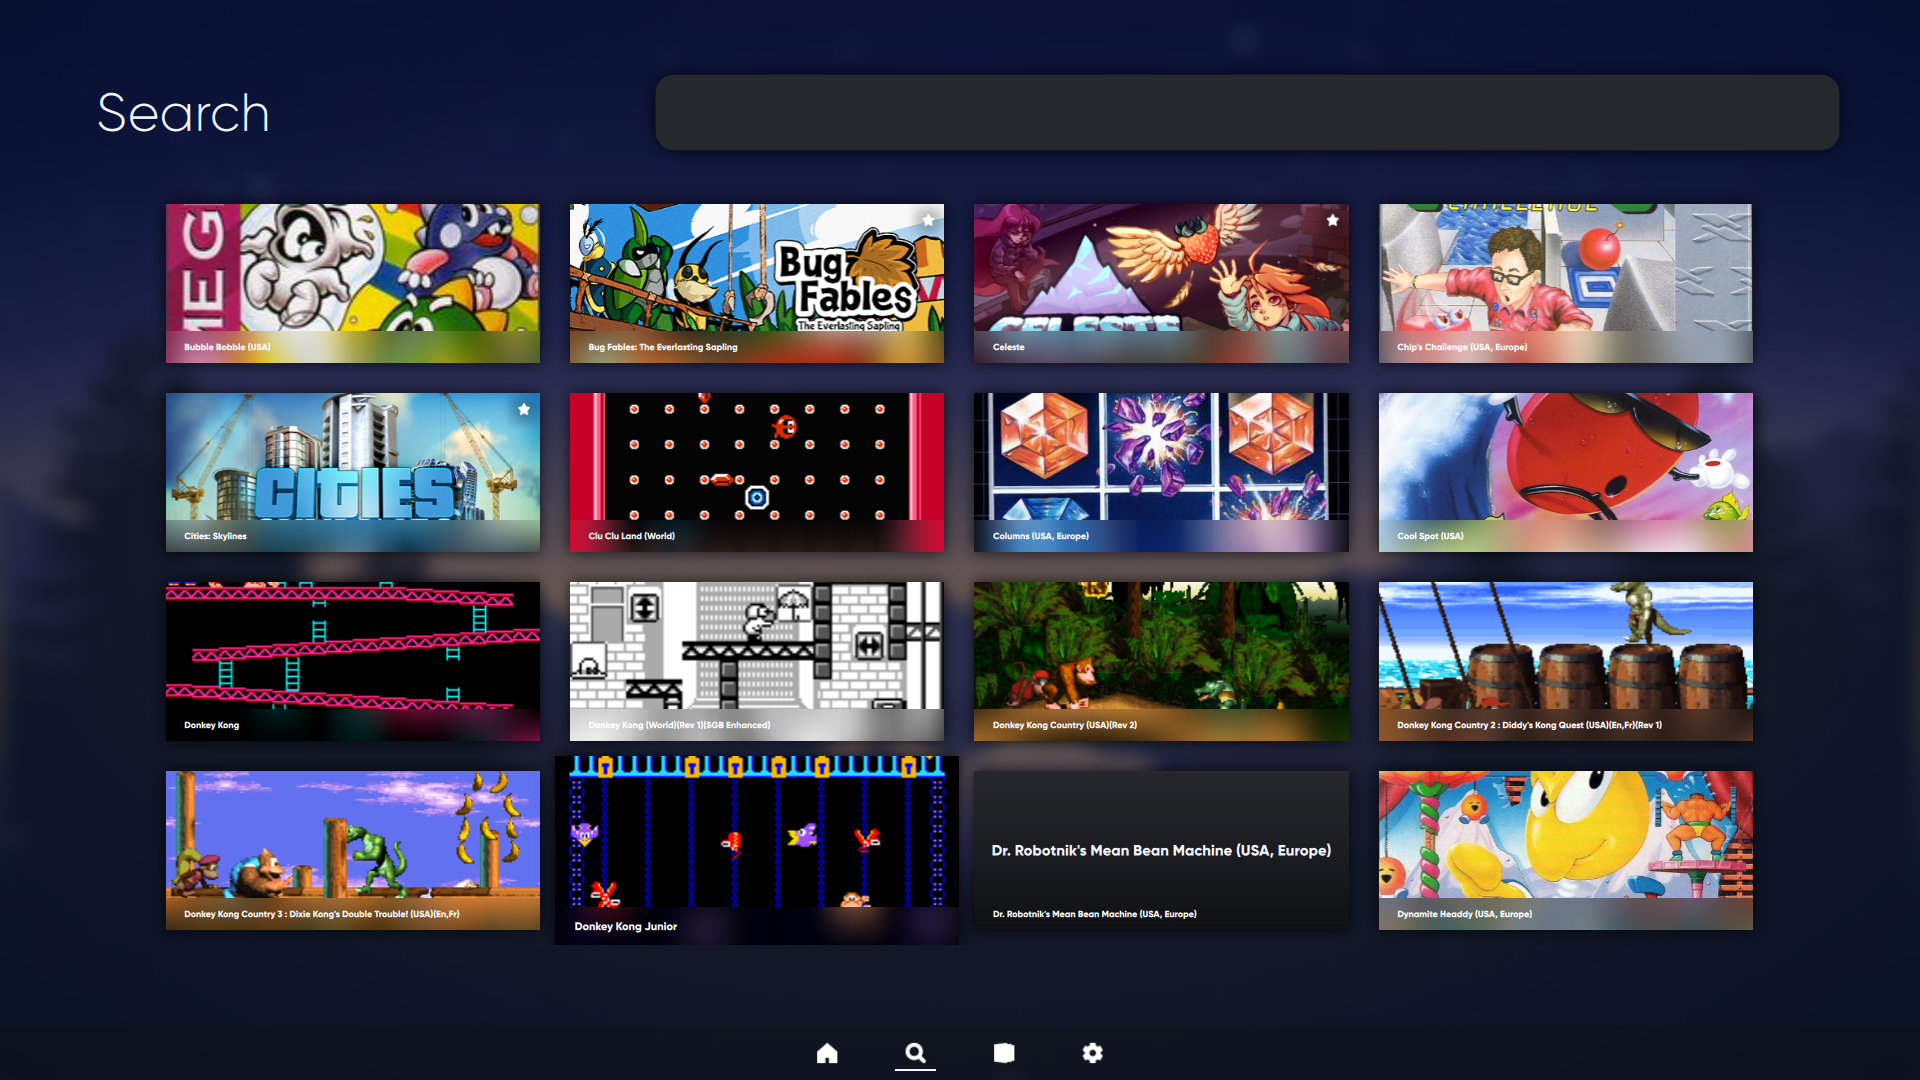 Search
MEGA
Bubble Bobble (USA)
Bug
Fables
The Everlasting Sapling
Bug Fables: The Everlasting Sapling
CELESTE
Celeste
CHALLENGE
Chip's Challenge (USA, Europe)
CITIES
Cities: Skylines
Clu Clu Land (World)
Columns (USA, Europe)
Cool Spot (USA)
Donkey Kong
Donkey Kong (World)(Rev 1)(SGB Enhanced)
Donkey Kong Country (USA)(Rev 2)
Donkey Kong Country 2 : Diddy's Kong Quest (USA)(En,Fr)(Rev 1)
Donkey Kong Country 3 : Dixie Kong's Double Trouble! (USA)(En,Fr)
Donkey Kong Junior
Dr. Robotnik's Mean Bean Machine (USA, Europe)
Dr. Robotnik's Mean Bean Machine (USA, Europe)
Dynamite Headdy (USA, Europe)